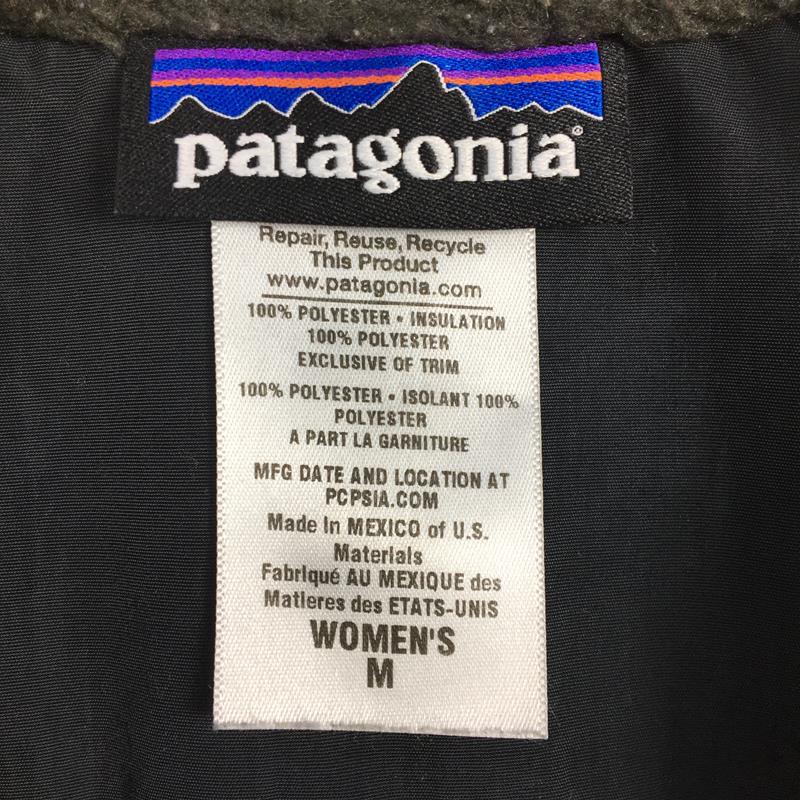 patagonia®
Repair, Reuse, Recycle
This Product
www.patagonia.com
100% POLYESTER • INSULATION
100% POLYESTER
EXCLUSIVE OF TRIM
100% POLYESTER • ISOLANT 100%
POLYESTER
A PART LA GARNITURE
MFG DATE AND LOCATION AT
PCPSIA.COM
Made In MEXICO of U.S.
Materials
Fabriqué AU MEXIQUE des
Matieres des ETATS-UNIS
WOMEN'S
M